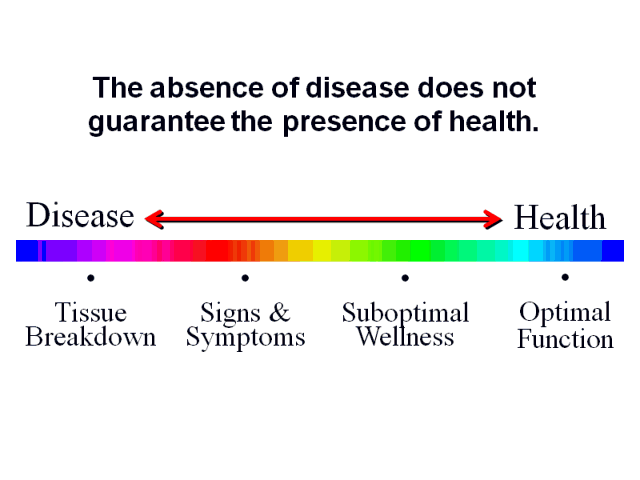 The absence of disease does not
guarantee the presence of health.
Disease
Health
Tissue
Breakdown
Signs &
Symptoms
Suboptimal
Wellness
Optimal
Function